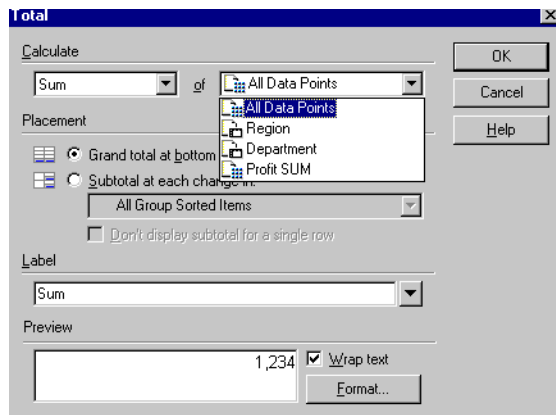 Total
Calculate
OK
Sum of All Data Points
Cancel
All Data Points
Placement
Region
Help
Department
Grand total at bottom
Profit SUM
Subtotal at each change in:
All Group Sorted Items
Don't display subtotal for a single row
Label
Sum
Preview
1,234 Wrap text
Format...